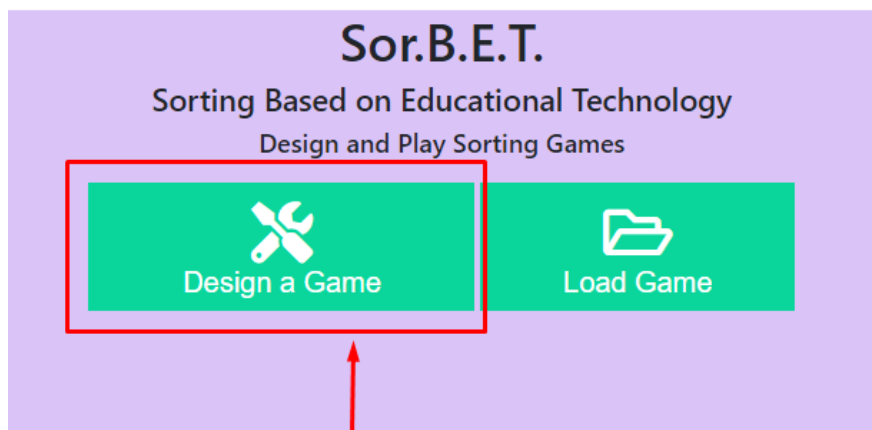 Sor.B.E.T.
Sorting Based on Educational Technology
Design and Play Sorting Games
Design a Game
Load Game